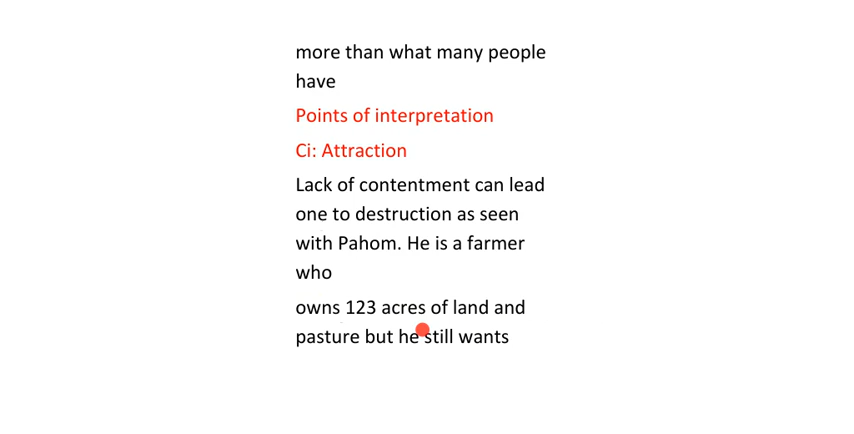 more than what many people
have
Points of interpretation
Ci: Attraction
Lack of contentment can lead
one to destruction as seen
with Pahom. He is a farmer
who
owns 123 acres of land and
pasture but he still wants